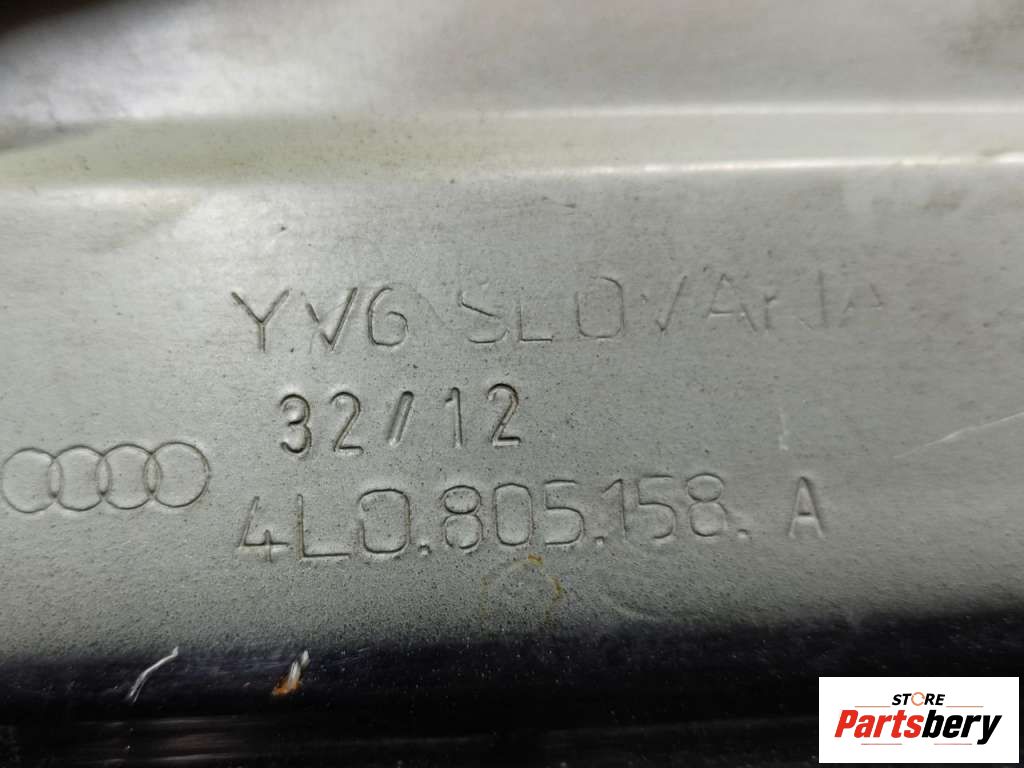 YVG SLOVAKIA
32//12
4L0.805.158. A
STORE
Partsbery